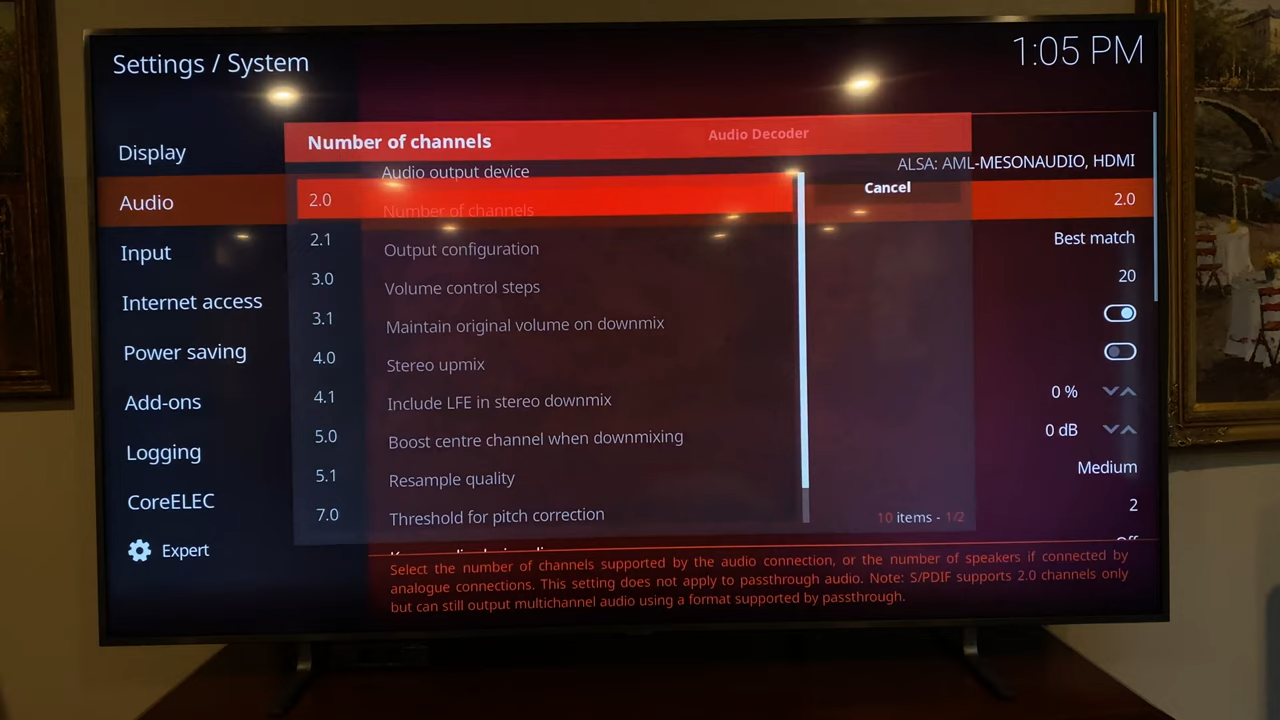 Settings / System
1:05 PM
Display
Audio
Input
Internet access
Power saving
Add-ons
Logging
CoreELEC
Expert
Number of channels
Audio Decoder
2.0
2.1
3.0
3.1
4.0
4.1
5.0
5.1
7.0
Cancel
10 items - 1/2
Audio output device
ALSA: AML-MESONAUDIO, HDMI
Number of channels
2.0
Output configuration
Best match
Volume control steps
20
Maintain original volume on downmix
Stereo upmix
Include LFE in stereo downmix
0 %
Boost centre channel when downmixing
0 dB
Resample quality
Medium
Threshold for pitch correction
2
Off
Select the number of channels supported by the audio connection, or the number of speakers if connected by
analogue connections. This setting does not apply to passthrough audio. Note: S/PDIF supports 2.0 channels only
but can still output multichannel audio using a format supported by passthrough.